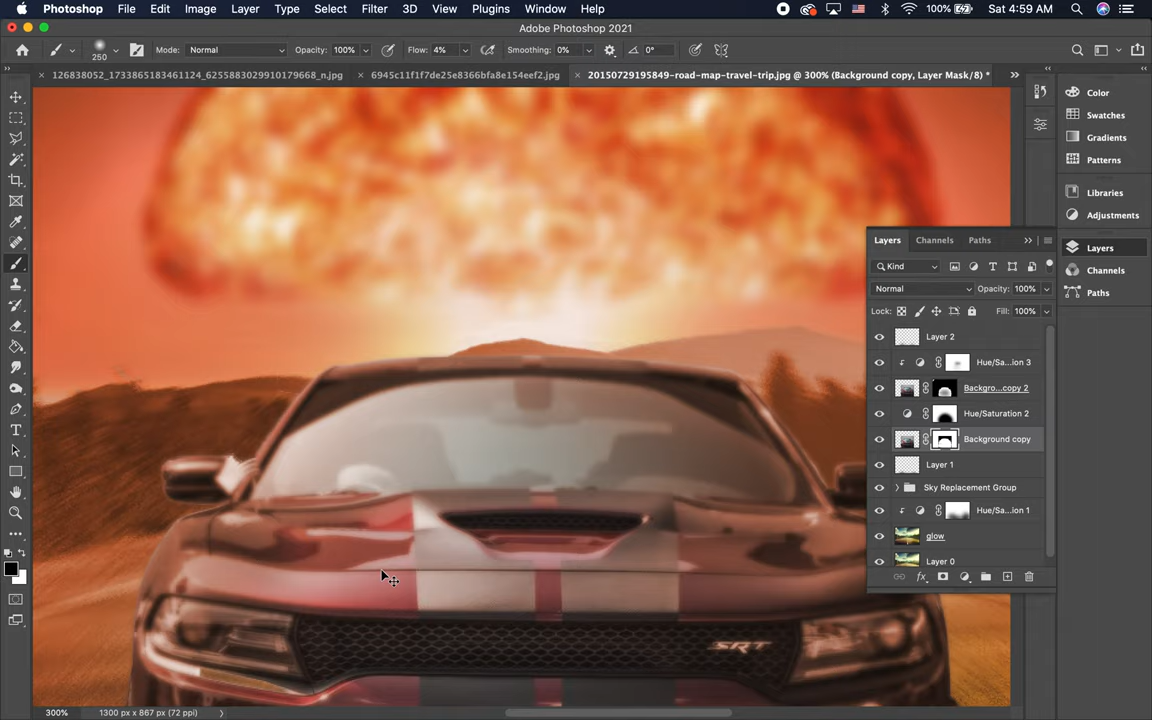 Photoshop File Edit Image Layer Type Select Filter 3D View Plugins Window Help 100% Sat 4:59 AM
Adobe Photoshop 2021
250 Mode: Normal Opacity: 100% Flow: 4% Smoothing: 0% 0°
126838052_1733865183461124_6255883029910179668_n.jpg 6945c11f1f7de25e8366bfa8e154eef2.jpg 20150729195849-road-map-travel-trip.jpg @ 300% (Background copy, Layer Mask/8) *
Color
Swatches
Gradients
Patterns
Libraries
Adjustments
Layers
Channels
Paths
Layers Channels Paths
Kind
Normal Opacity: 100%
Lock: Fill: 100%
Layer 2
Hue/Sa...ion 3
Backgro...copy 2
Hue/Saturation 2
Background copy
Layer 1
Sky Replacement Group
Hue/Sa...ion 1
glow
Layer 0
fx
SRT
300% 1300 px x 867 px (72 ppi)